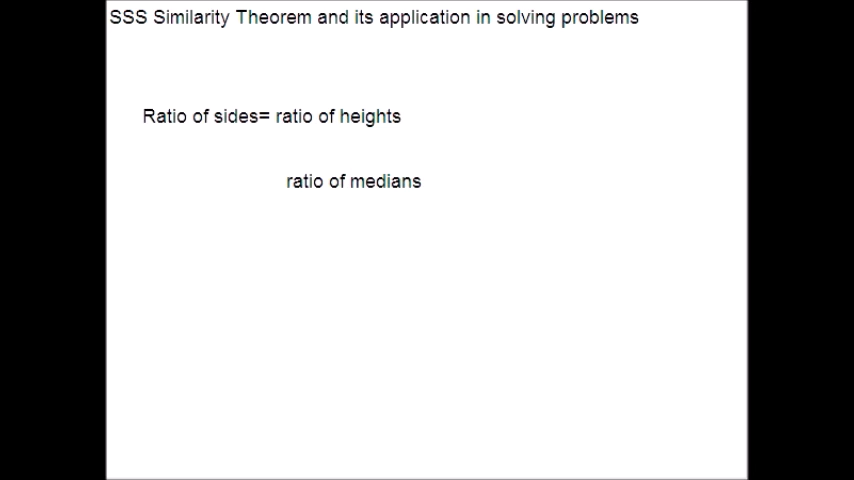 SSS Similarity Theorem and its application in solving problems
Ratio of sides= ratio of heights
ratio of medians